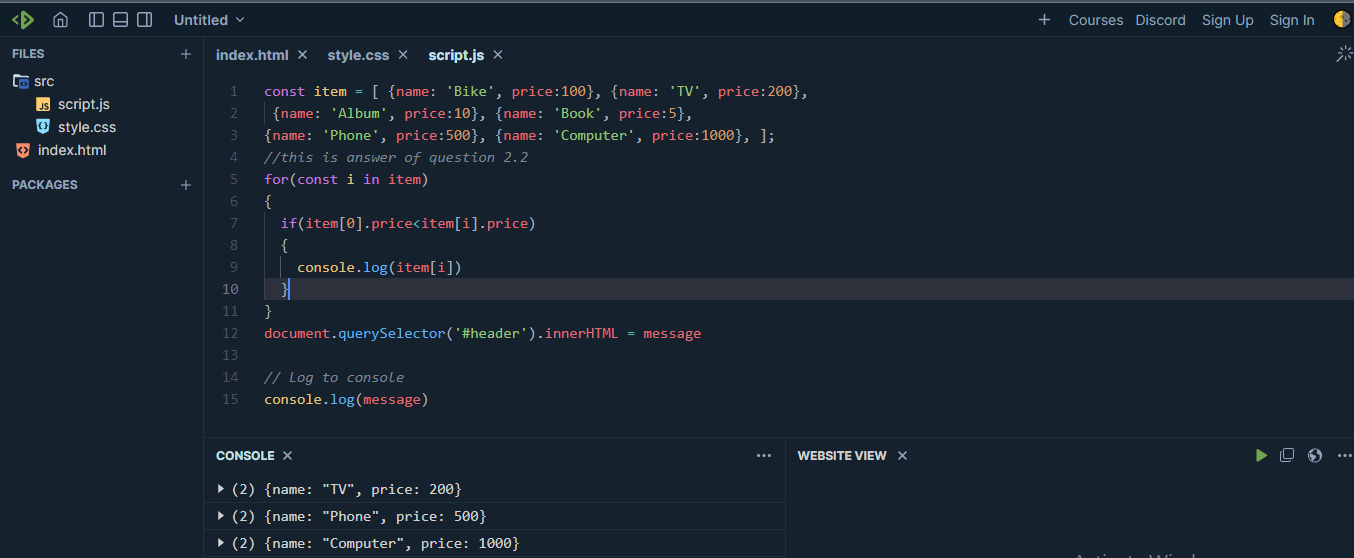 Untitled
Courses Discord Sign Up Sign In
FILES
src
script.js
style.css
index.html
PACKAGES
index.html style.css script.js
1 const item = [ {name: 'Bike', price:100}, {name: 'TV', price:200},
2 {name: 'Album', price:10}, {name: 'Book', price:5},
3 {name: 'Phone', price:500}, {name: 'Computer', price:1000}, ];
4 //this is answer of question 2.2
5 for(const i in item)
6 {
7 if(item[0].price<item[i].price)
8 {
9 console.log(item[i])
10 }
11 }
12 document.querySelector('#header').innerHTML = message
13
14 // Log to console
15 console.log(message)
CONSOLE
(2) {name: "TV", price: 200}
(2) {name: "Phone", price: 500}
(2) {name: "Computer", price: 1000}
WEBSITE VIEW